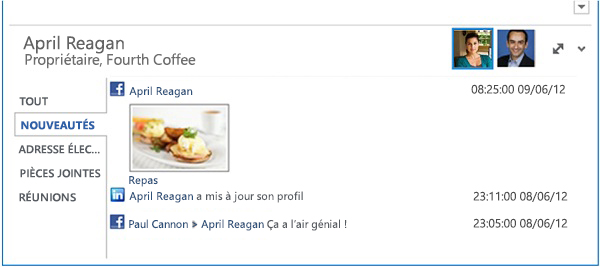 April Reagan
Propriétaire, Fourth Coffee
TOUT
NOUVEAUTÉS
ADRESSE ÉLEC...
PIÈCES JOINTES
RÉUNIONS
April Reagan 08:25:00 09/06/12
Repas
April Reagan a mis à jour son profil 23:11:00 08/06/12
Paul Cannon April Reagan Ça a l'air génial ! 23:05:00 08/06/12